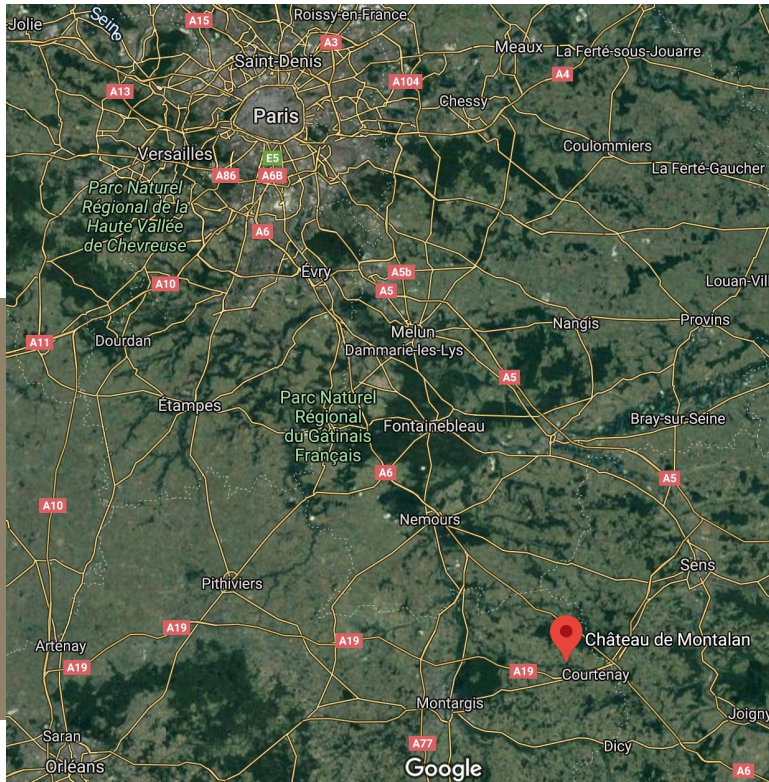 -Jolie
Seine
A15
Roissy-en-France
A3
Saint-Denis
Meaux
La Ferté-sous-Jouarre
A4
A104
A13
Chessy
Paris
Coulommiers
Versailles
E5
La Ferté-Gaucher
A86
A6B
Parc Naturel
Régional de la
Haute Vallée
de Chevreuse
A6
Évry
A5b
A10
A5
Louan-Vil
Melun
Nangis
Provins
A11
Dourdan
Dammarie-les-Lys
A5
Étampes
Parc Naturel
Régional
du Gâtinais
Français
Fontainebleau
Bray-sur-Seine
A6
A5
A10
Nemours
Sens
Pithiviers
A19
A19
Château de Montalan
Artenay
A19
A19
Courtenay
Montargis
Joigny
Saran
A77
Dicy
Orléans
Google
A6